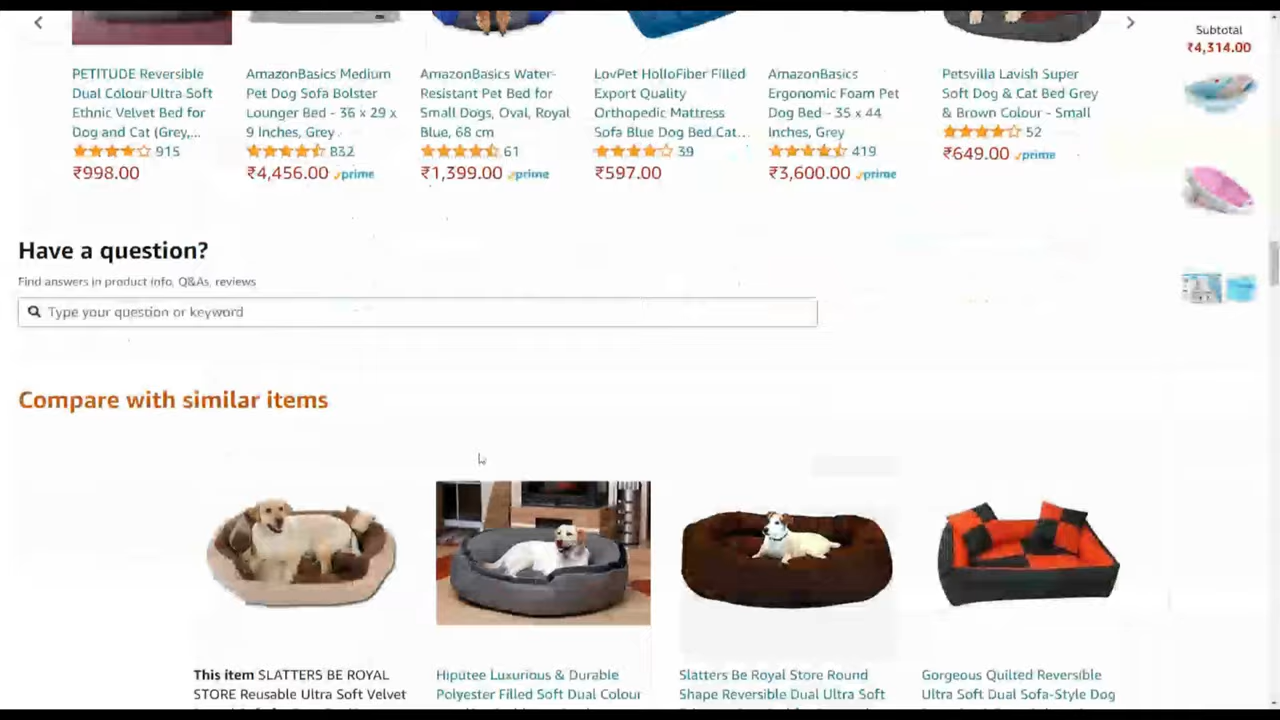 Subtotal
₹4,314.00
PETITUDE Reversible
Dual Colour Ultra Soft
Ethnic Velvet Bed for
Dog and Cat (Grey,...
915
₹998.00
AmazonBasics Medium
Pet Dog Sofa Bolster
Lounger Bed - 36 x 29 x
9 Inches, Grey
832
₹4,456.00 prime
AmazonBasics Water-
Resistant Pet Bed for
Small Dogs, Oval, Royal
Blue, 68 cm
61
₹1,399.00 prime
LovPet HolloFiber Filled
Export Quality
Orthopedic Mattress
Sofa Blue Dog Bed Cat...
39
₹597.00
AmazonBasics
Ergonomic Foam Pet
Dog Bed - 35 x 44
Inches, Grey
419
₹3,600.00 prime
Petsvilla Lavish Super
Soft Dog & Cat Bed Grey
& Brown Colour - Small
52
₹649.00 prime
Have a question?
Find answers in product info, Q&As, reviews
Type your question or keyword
Compare with similar items
This item SLATTERS BE ROYAL
STORE Reusable Ultra Soft Velvet
Hiputee Luxurious & Durable
Polyester Filled Soft Dual Colour
Slatters Be Royal Store Round
Shape Reversible Dual Ultra Soft
Gorgeous Quilted Reversible
Ultra Soft Dual Sofa-Style Dog